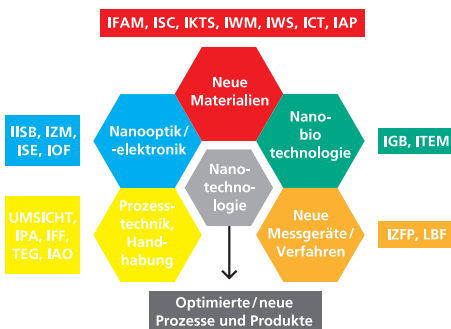 IFAM, ISC, IKTS, IWM, IWS, ICT, IAP
Neue
Materialien
IISB, IZM,
ISE, IOF
Nanooptik/
-elektronik
Nano-
bio
technologie
IGB, ITEM
Nano-
techno-
logie
UMSICHT,
IPA, IFF,
TEG, IAO
Prozess-
technik,
Hand-
habung
Neue
Messgeräte/
Verfahren
IZFP, LBF
Optimierte/neue
Prozesse und Produkte